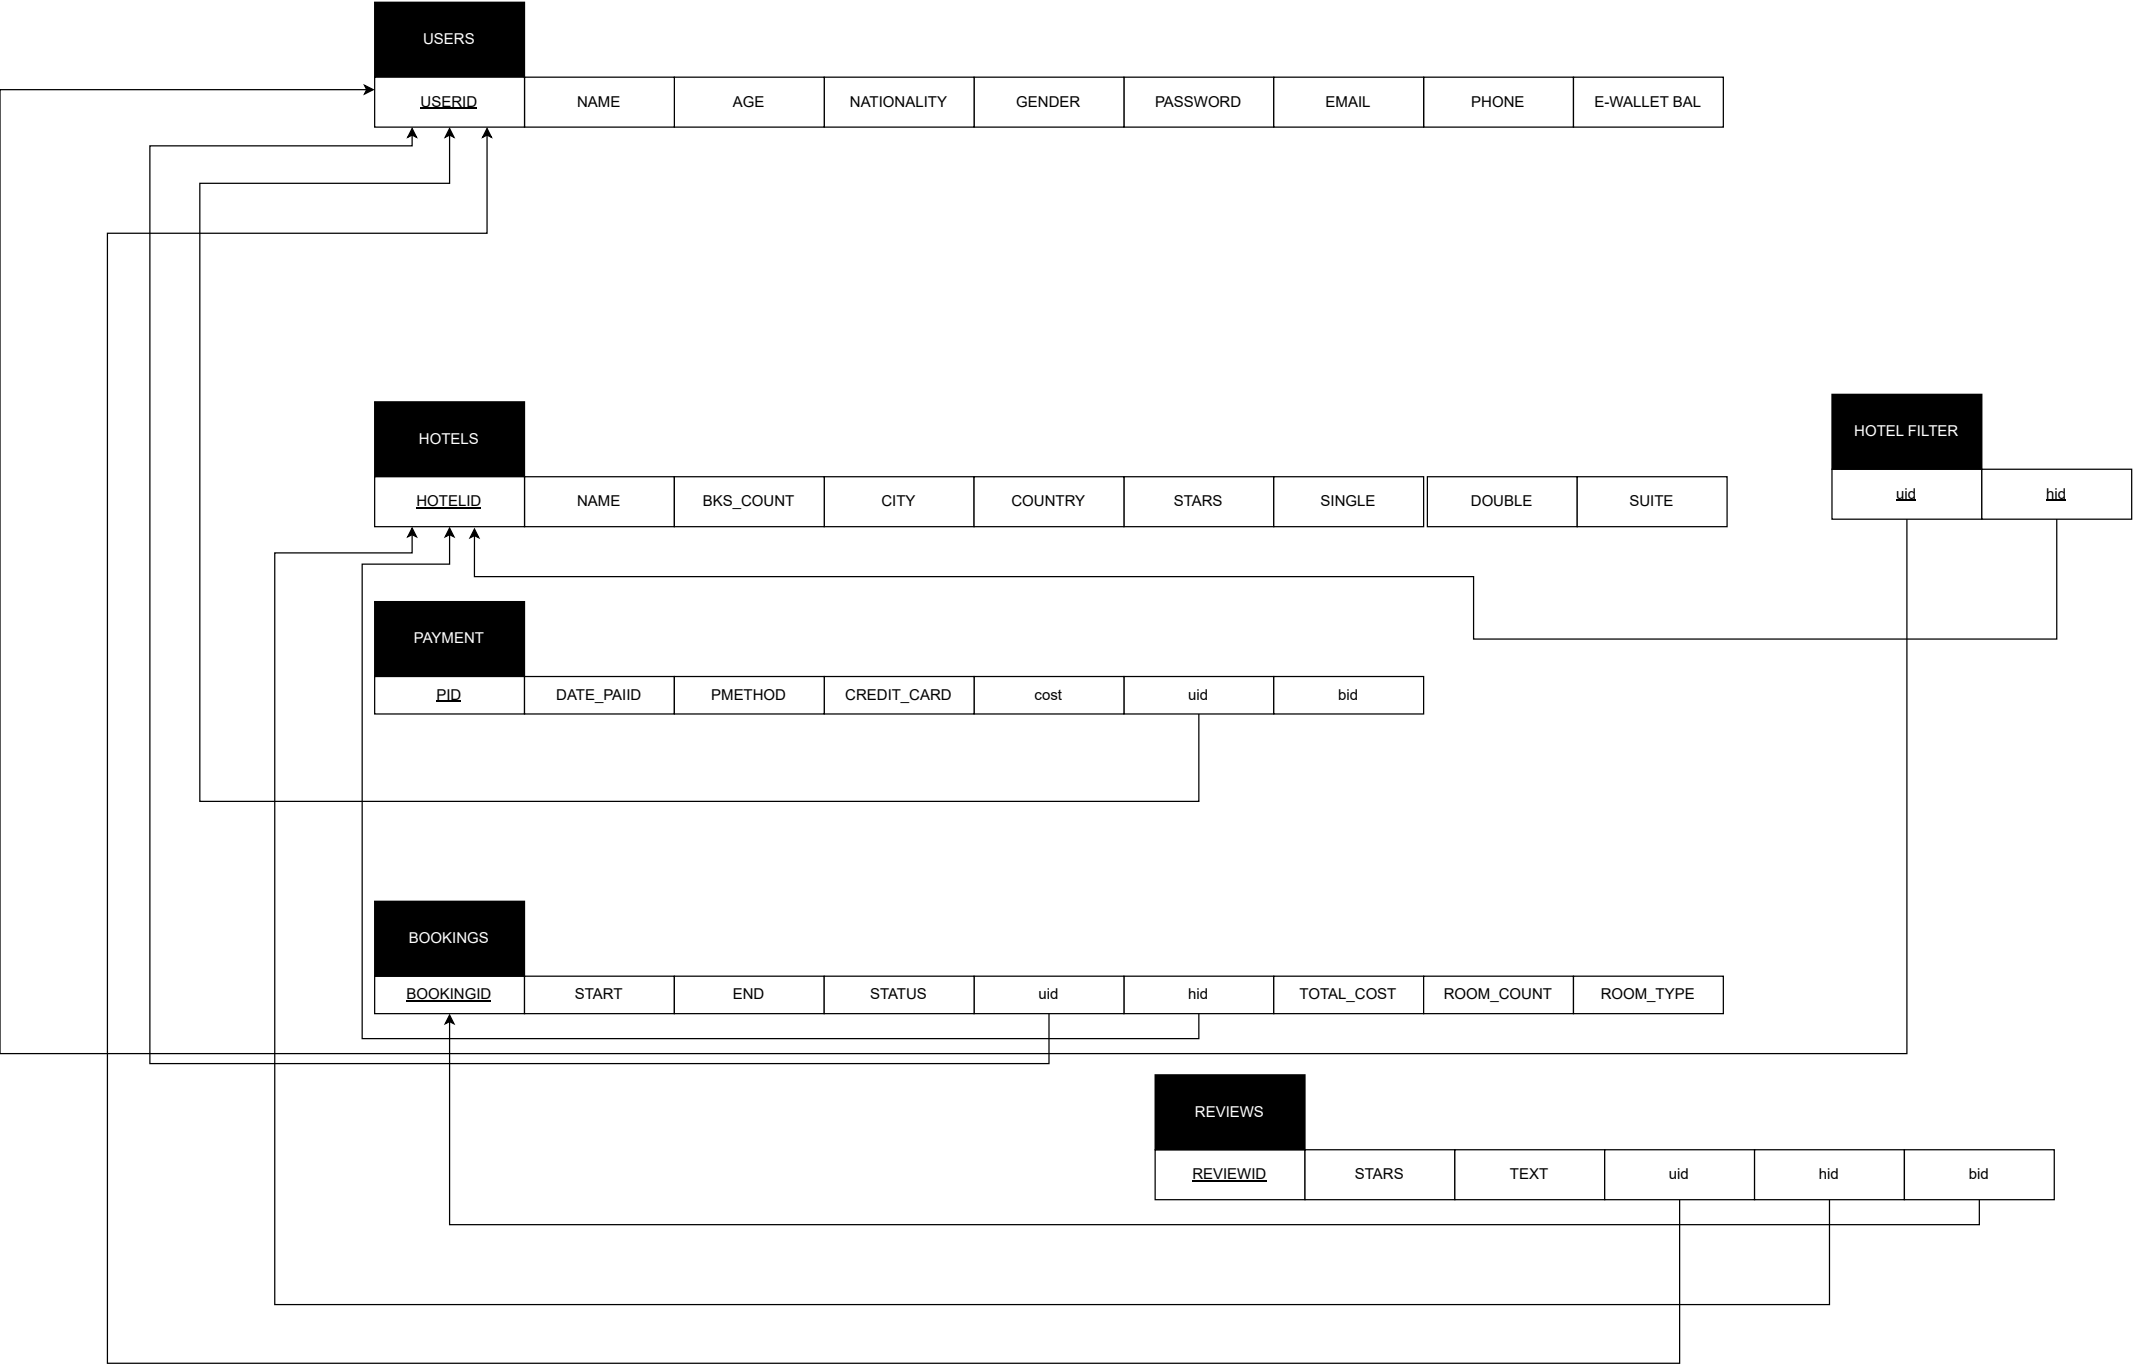 USERS
USERID NAME AGE NATIONALITY GENDER PASSWORD EMAIL PHONE E-WALLET BAL
HOTELS
HOTELID NAME BKS_COUNT CITY COUNTRY STARS SINGLE DOUBLE SUITE
HOTEL FILTER
uid hid
PAYMENT
PID DATE_PAIID PMETHOD CREDIT_CARD cost uid bid
BOOKINGS
BOOKINGID START END STATUS uid hid TOTAL_COST ROOM_COUNT ROOM_TYPE
REVIEWS
REVIEWID STARS TEXT uid hid bid